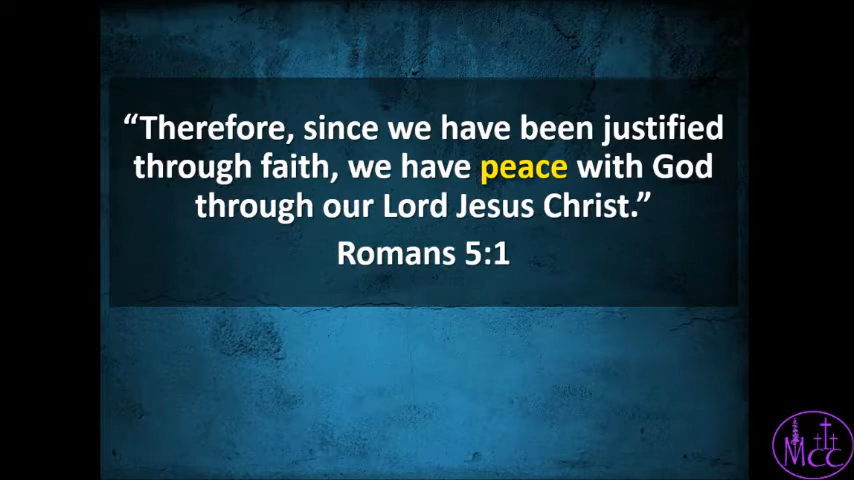 “Therefore, since we have been justified
through faith, we have peace with God
through our Lord Jesus Christ.”
Romans 5:1
MCC